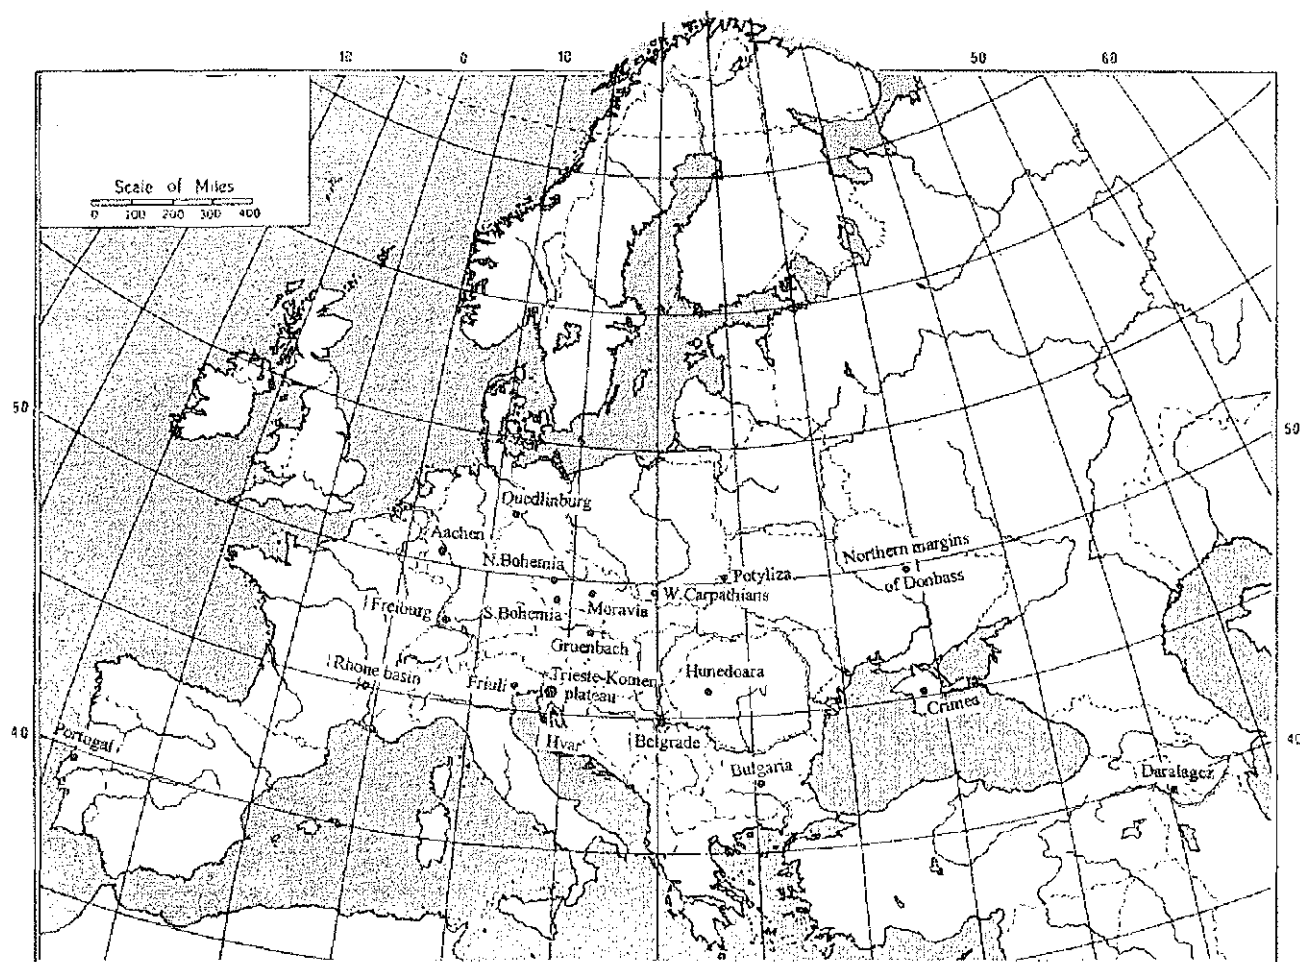 10 0 10 50 60
Scale of Miles
0 100 200 300 400
50
50
Quedlinburg
Aachen
N.Bohemia
Northern margins
of Donbass
Potyliza
W.Carpathians
Freiburg
S.Bohemia
Moravia
Gruenbach
Rhone basin
Friuli
Trieste-Komen
plateau
Hunedoara
Crimea
40
40
Portugal
Hvar
Belgrade
Bulgaria
Daralagez